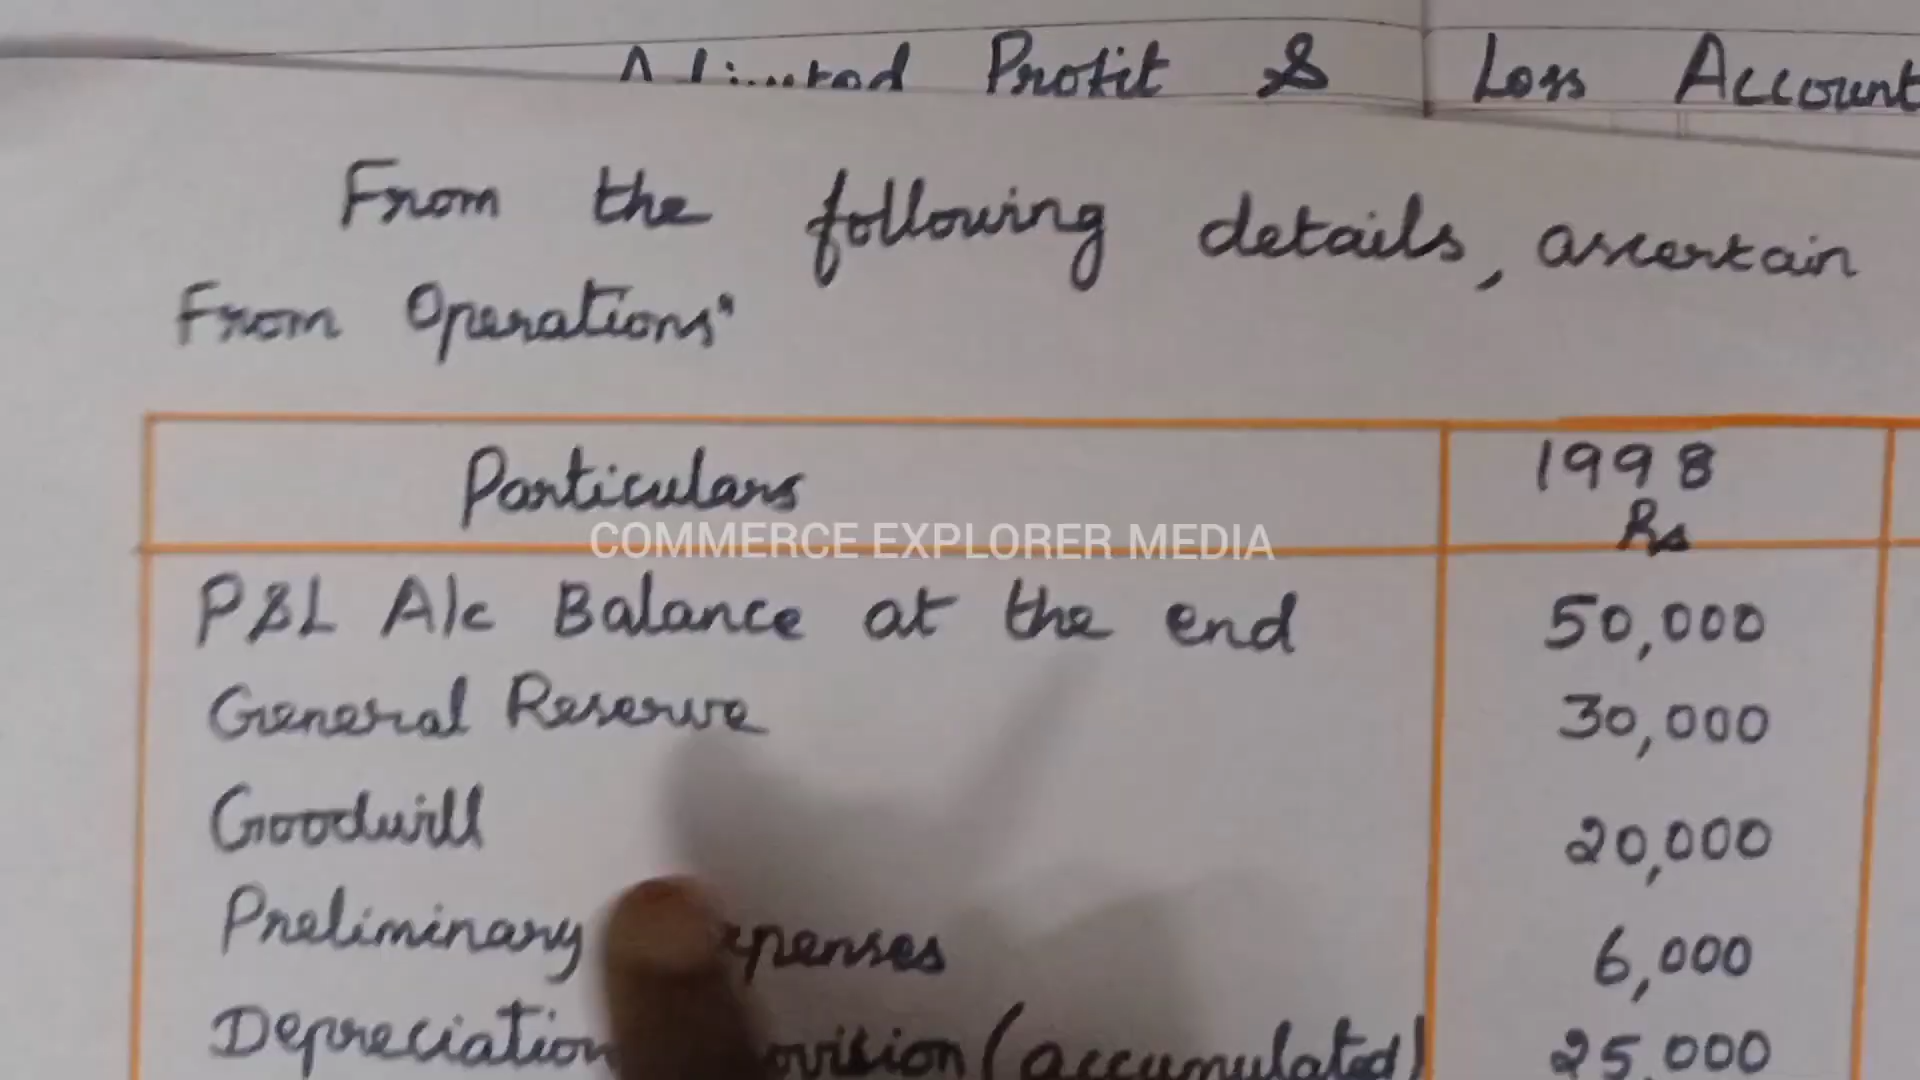 Profit & Loss Account
From the following details, ascertain
From Operations"
Particulars 1998
Rs
COMMERCE EXPLORER MEDIA
P&L A/c Balance at the end 50,000
General Reserve 30,000
Goodwill 20,000
Preliminary xpenses 6,000
Depreciation ovision (accumulated) 25,000